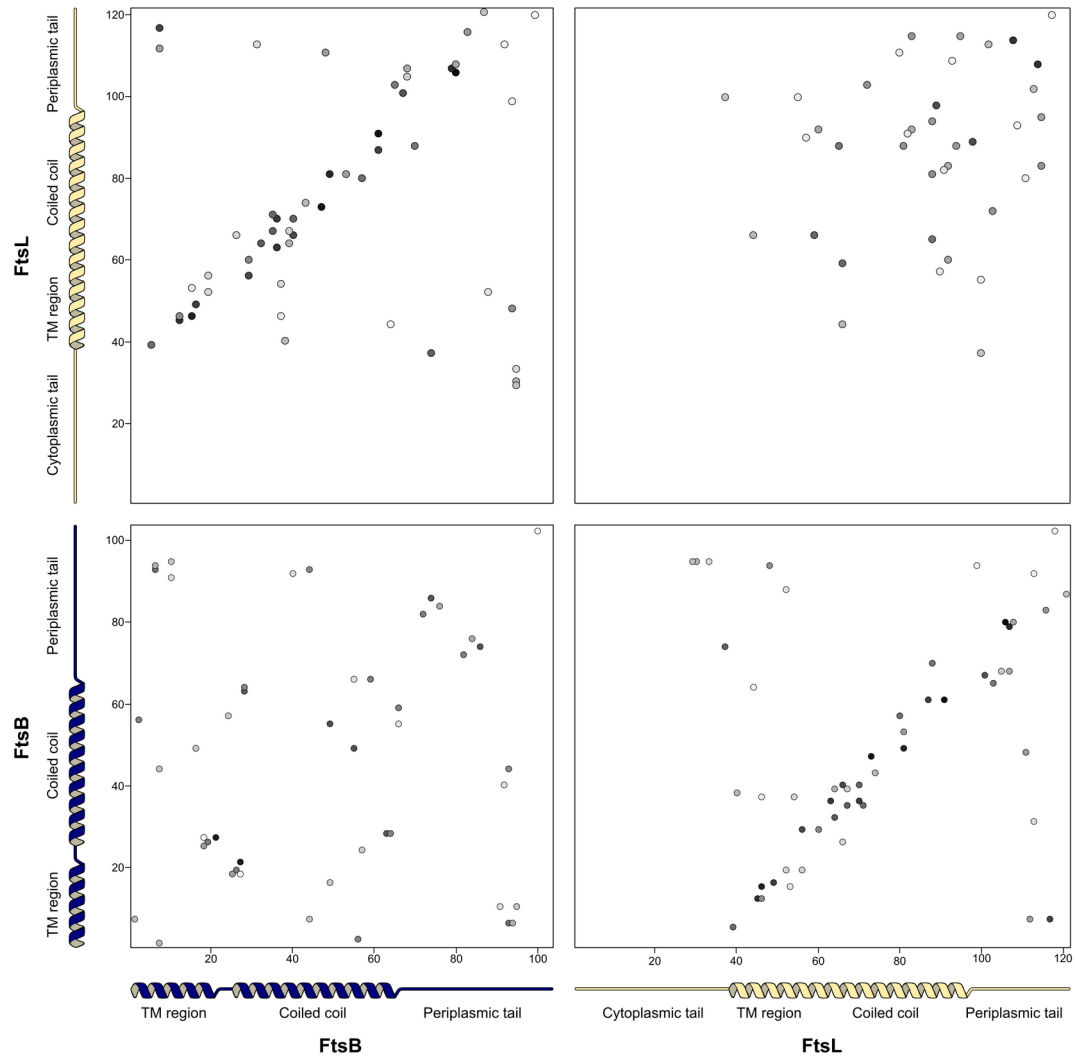 120
100
80
60
40
20
Periplasmic tail
Coiled coil
TM region
Cytoplasmic tail
FtsL
100
80
60
40
20
Periplasmic tail
Coiled coil
TM region
FtsB
20 40 60 80 100
20 40 60 80 100 120
TM region Coiled coil Periplasmic tail
Cytoplasmic tail TM region Coiled coil Periplasmic tail
FtsB FtsL